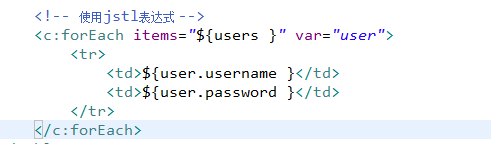 <!-- 使用jstl表达式-->
<c:forEach items="${users }" var="user">
<tr>
<td>${user.username }</td>
<td>${user.password }</td>
</tr>
</c:forEach>